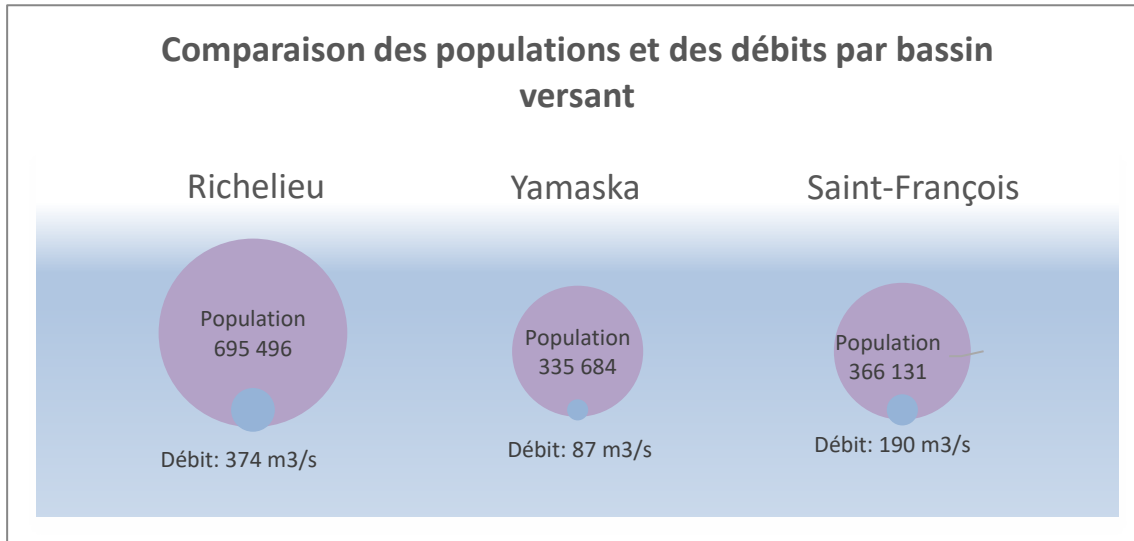 Comparaison des populations et des débits par bassin
versant
Richelieu
Yamaska
Saint-François
Population
695 496
Population
335 684
Population
366 131
Débit: 374 m3/s
Débit: 87 m3/s
Débit: 190 m3/s